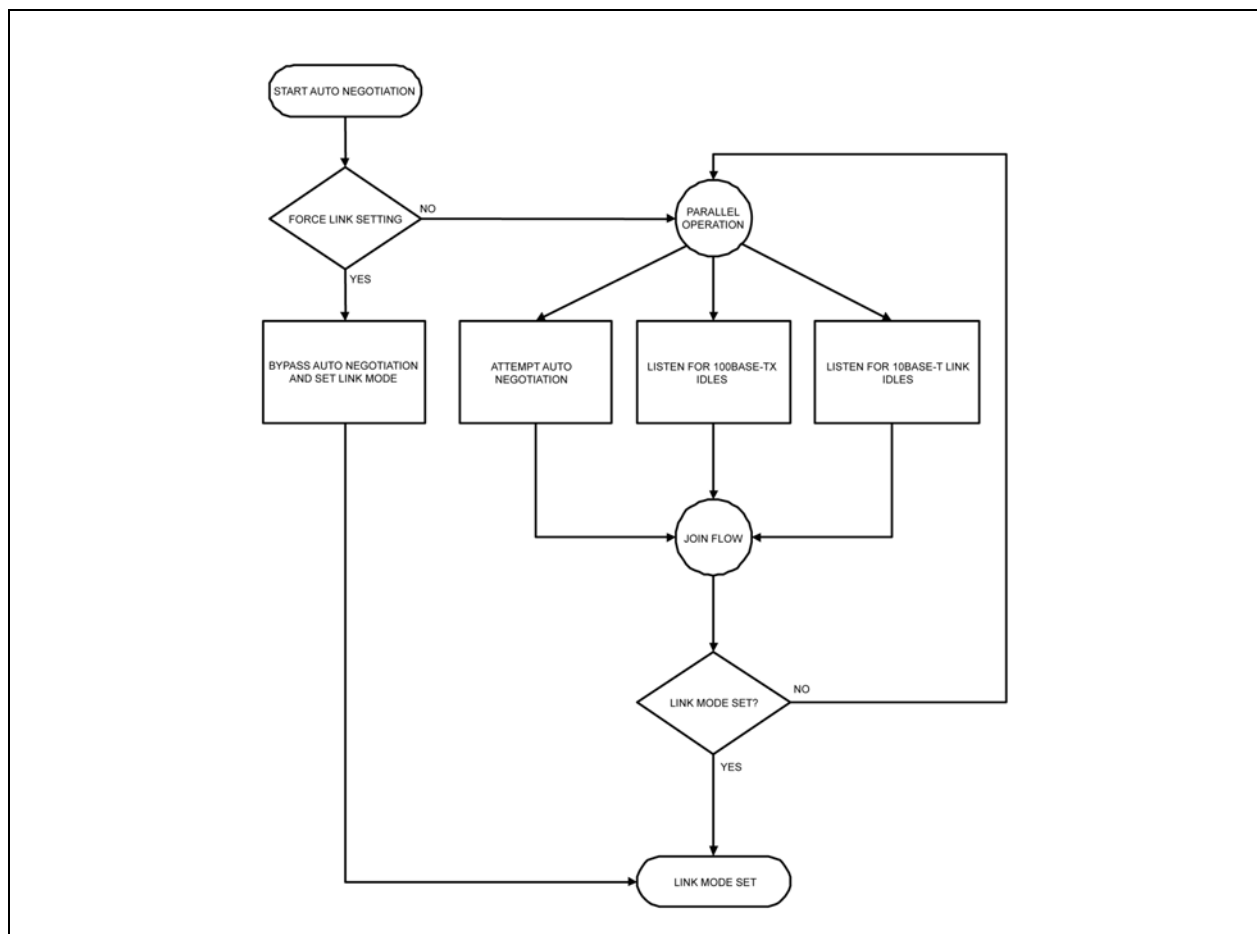 START AUTO NEGOTIATION
FORCE LINK SETTING
NO
PARALLEL
OPERATION
YES
BYPASS AUTO NEGOTIATION
AND SET LINK MODE
ATTEMPT AUTO
NEGOTIATION
LISTEN FOR 100BASE-TX
IDLES
LISTEN FOR 10BASE-T LINK
IDLES
JOIN FLOW
LINK MODE SET?
NO
YES
LINK MODE SET